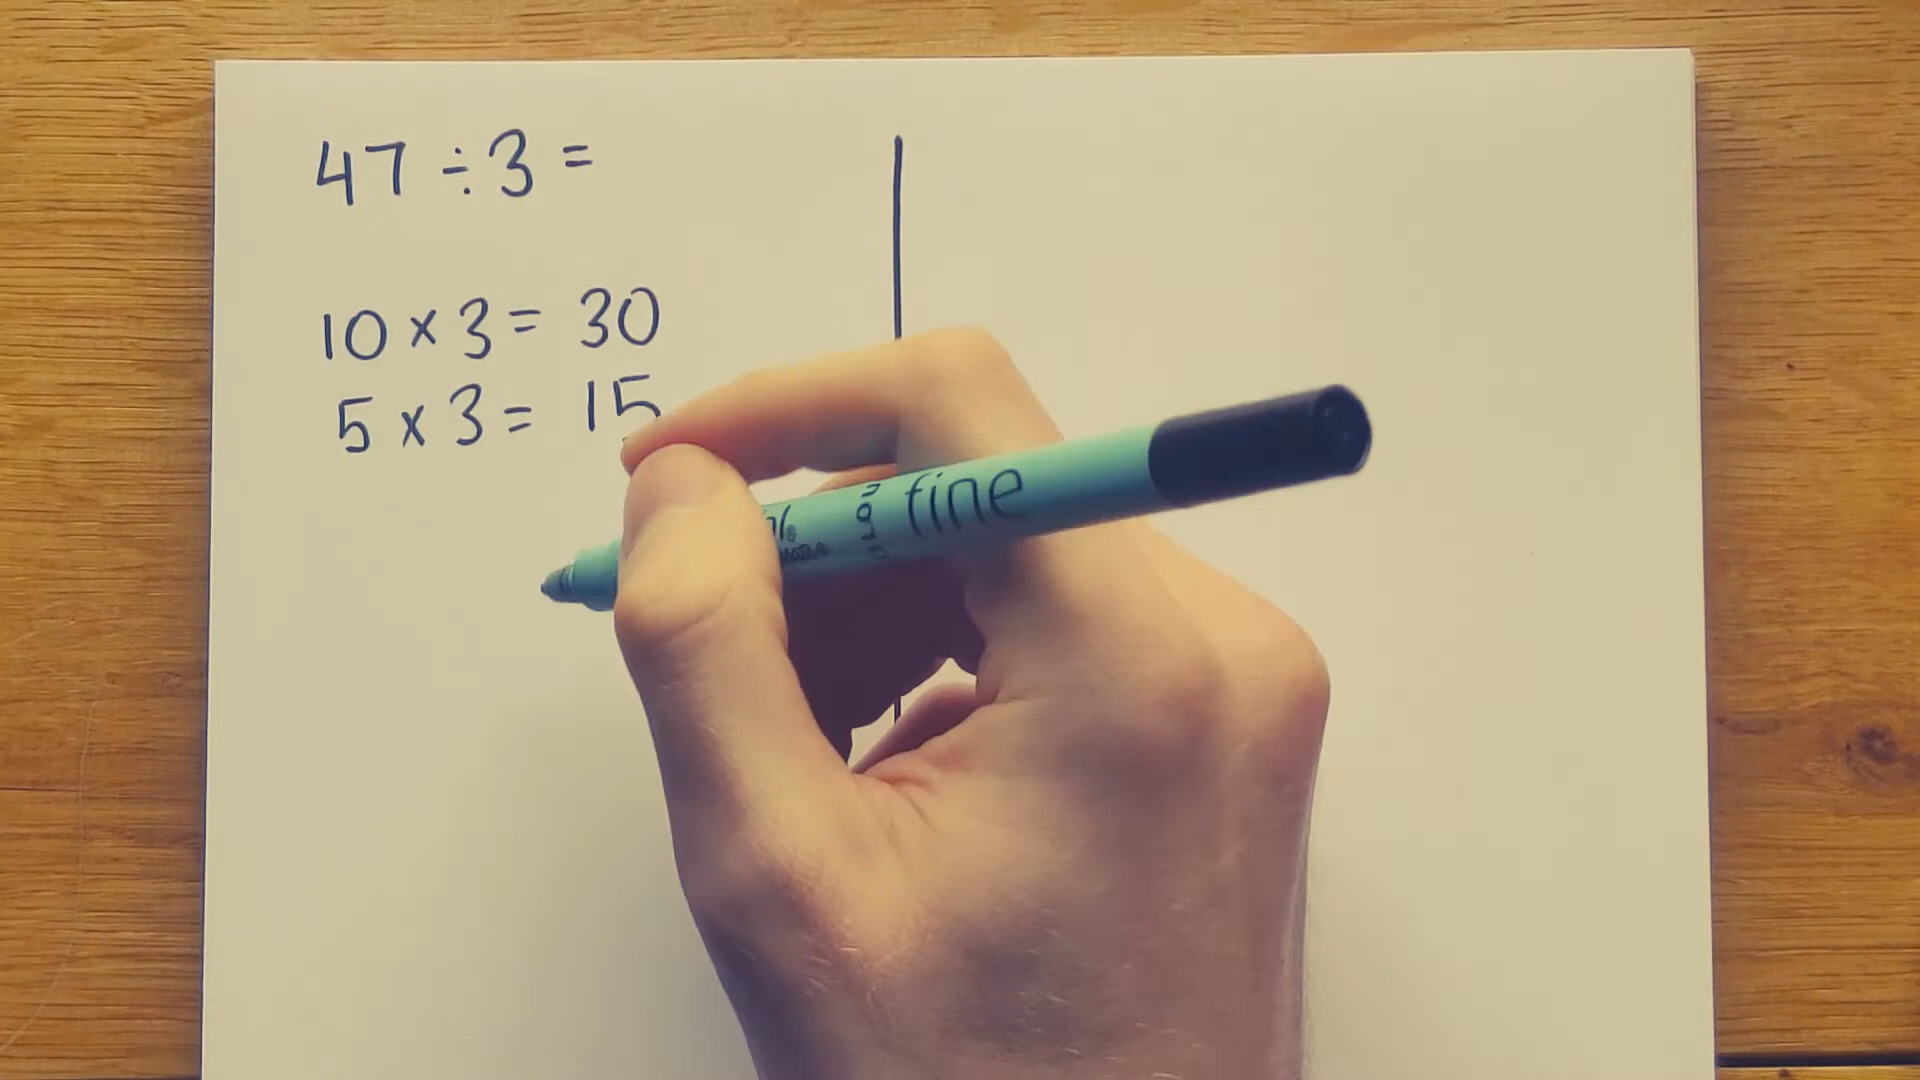 47 ÷ 3 =
10 × 3 = 30
5 × 3 = 15
fine